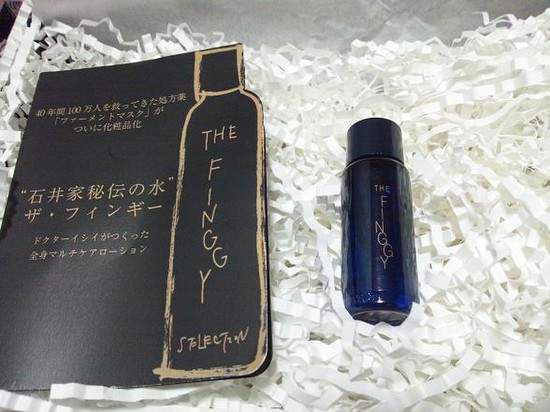 40年間100万人を救ってきた処方薬
「ファーメントマスク」が
ついに化粧品化
“石井家秘伝の水”
ザ・フィンギー
ドクターイシイがつくった
全身マルチケアローション
THE
FINGGY
SELECTION
THE
FINGGY